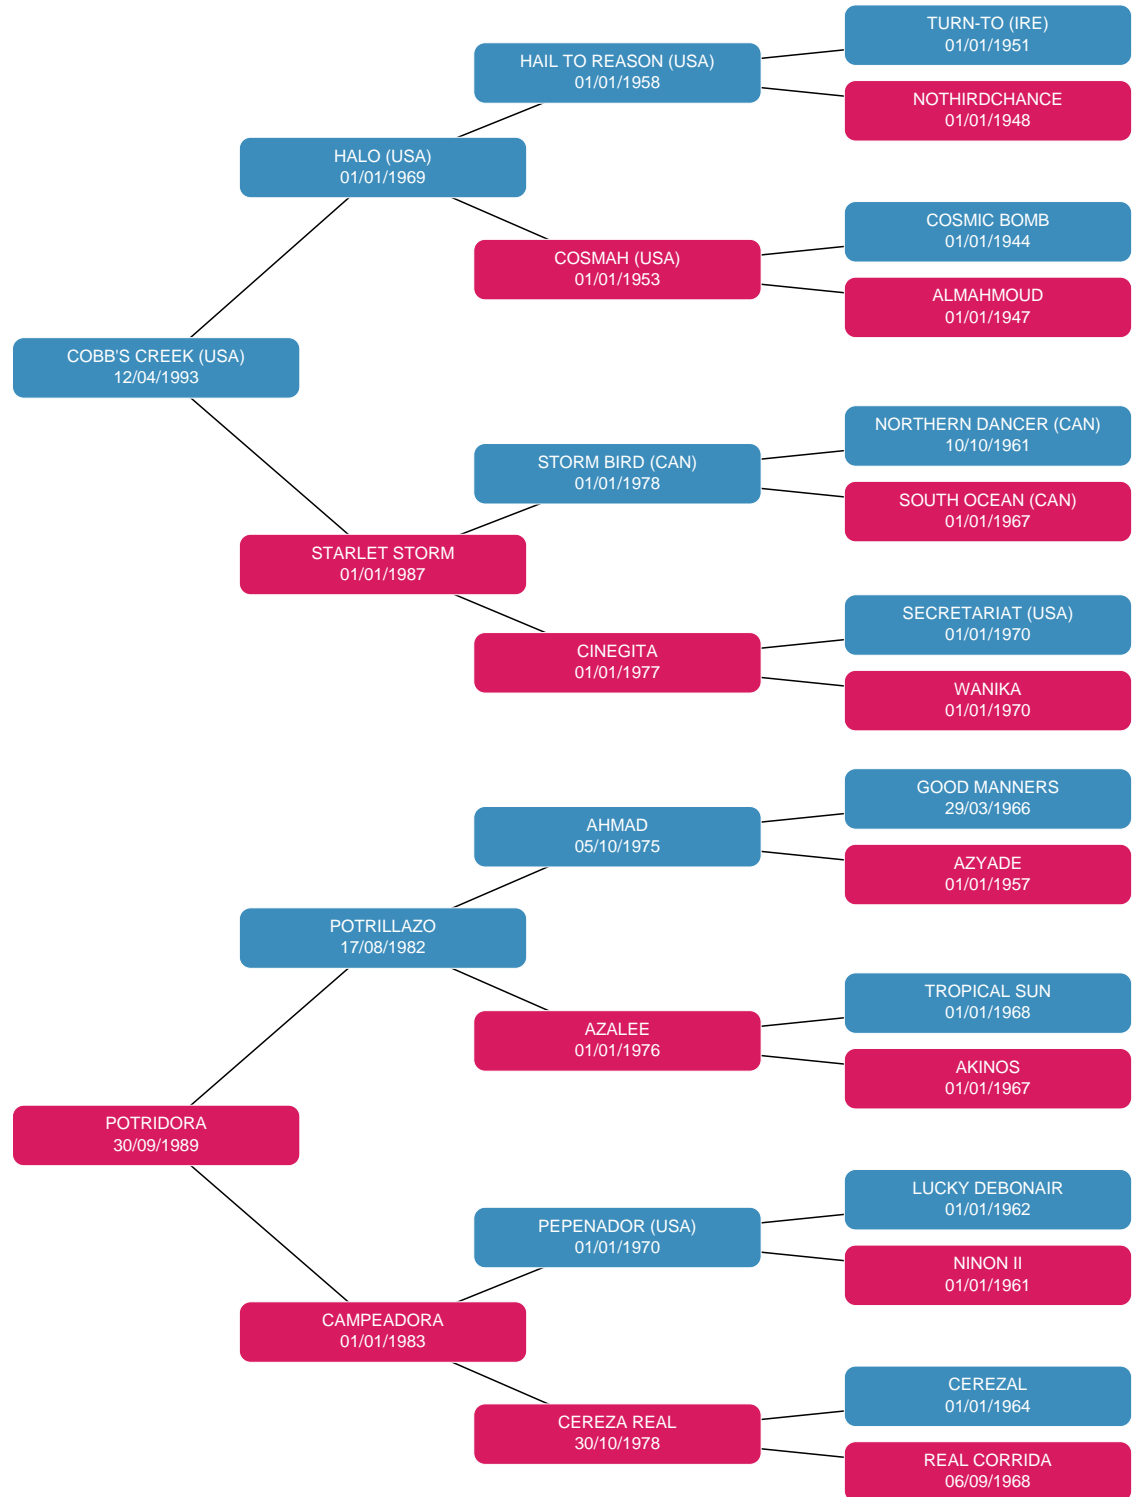 TURN-TO (IRE)
01/01/1951
HAIL TO REASON (USA)
01/01/1958
NOTHIRDCHANCE
01/01/1948
HALO (USA)
01/01/1969
COSMIC BOMB
01/01/1944
COSMAH (USA)
01/01/1953
ALMAHMOUD
01/01/1947
COBB'S CREEK (USA)
12/04/1993
NORTHERN DANCER (CAN)
10/10/1961
STORM BIRD (CAN)
01/01/1978
SOUTH OCEAN (CAN)
01/01/1967
STARLET STORM
01/01/1987
SECRETARIAT (USA)
01/01/1970
CINEGITA
01/01/1977
WANIKA
01/01/1970
GOOD MANNERS
29/03/1966
AHMAD
05/10/1975
AZYADE
01/01/1957
POTRILLAZO
17/08/1982
TROPICAL SUN
01/01/1968
AZALEE
01/01/1976
AKINOS
01/01/1967
POTRIDORA
30/09/1989
LUCKY DEBONAIR
01/01/1962
PEPENADOR (USA)
01/01/1970
NINON II
01/01/1961
CAMPEADORA
01/01/1983
CEREZAL
01/01/1964
CEREZA REAL
30/10/1978
REAL CORRIDA
06/09/1968